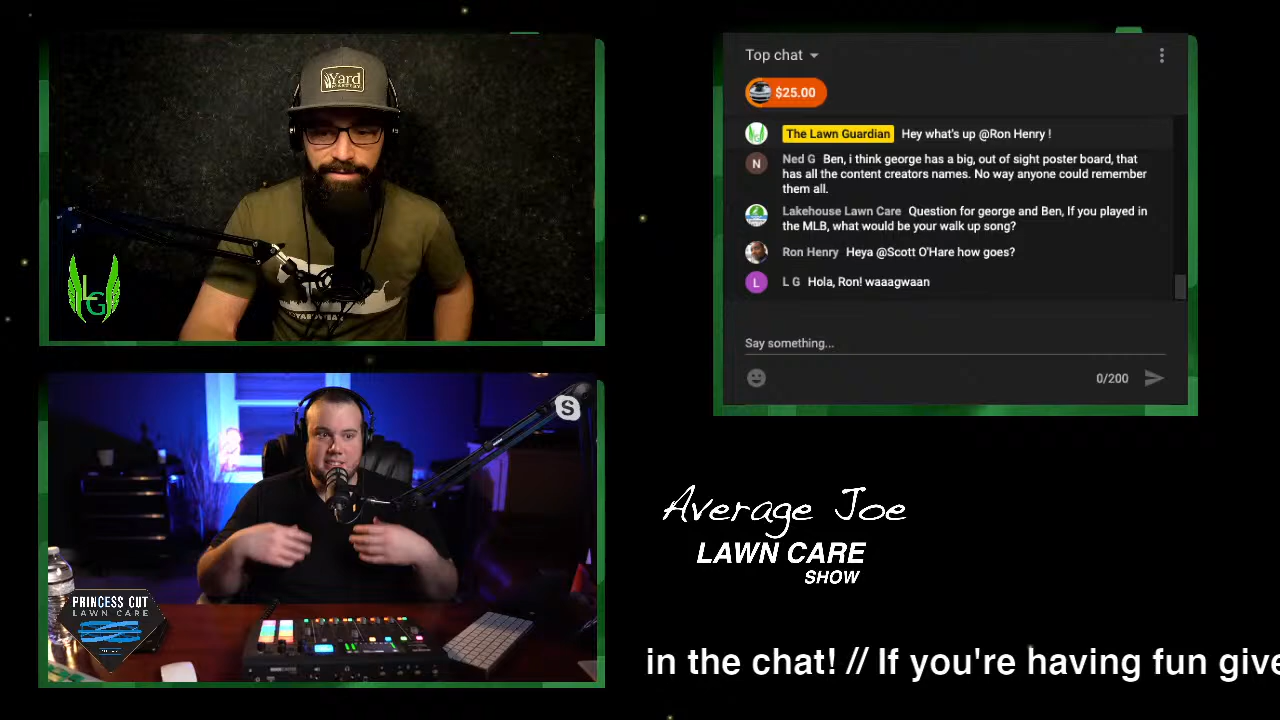 Yard
LG
S
PRINCESS CUT
LAWN CARE
Top chat
$25.00
The Lawn Guardian Hey what's up @Ron Henry !
N Ned G Ben, i think george has a big, out of sight poster board, that
has all the content creators names. No way anyone could remember
them all.
Lakehouse Lawn Care Question for george and Ben, If you played in
the MLB, what would be your walk up song?
Ron Henry Heya @Scott O'Hare how goes?
L L G Hola, Ron! waaagwaan
Say something...
0/200
Average Joe
LAWN CARE
SHOW
in the chat! // If you're having fun give